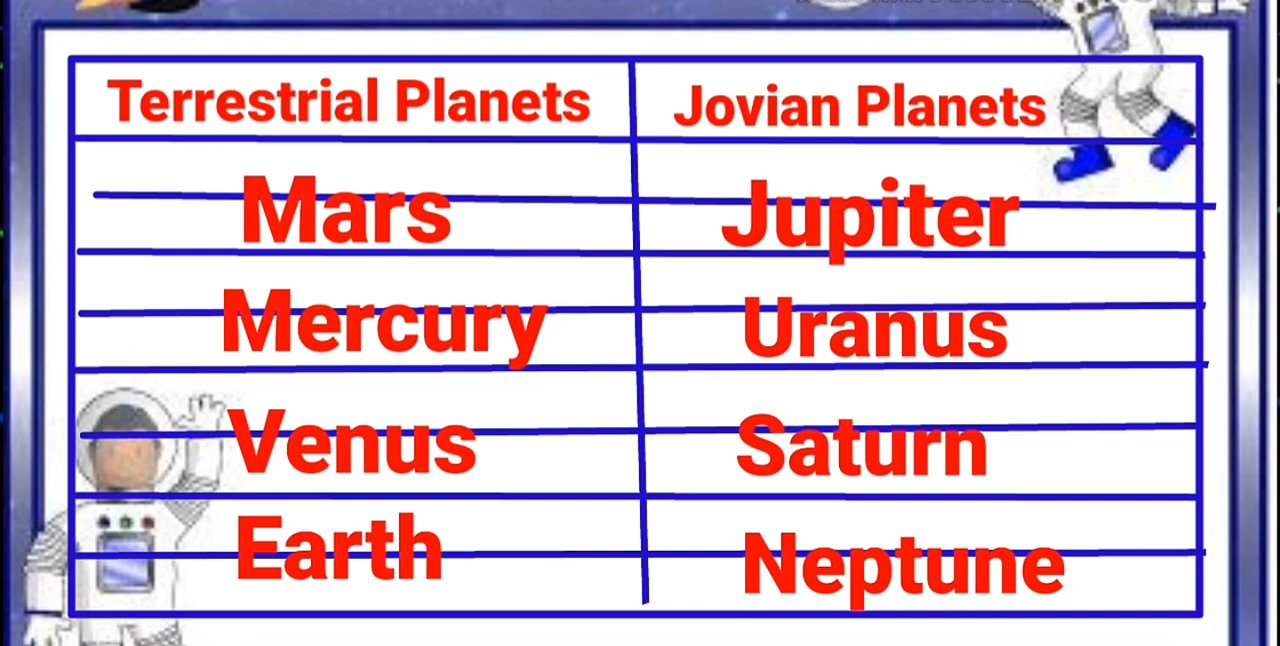 Terrestrial Planets Jovian Planets
Mars Jupiter
Mercury Uranus
Venus Saturn
Earth Neptune